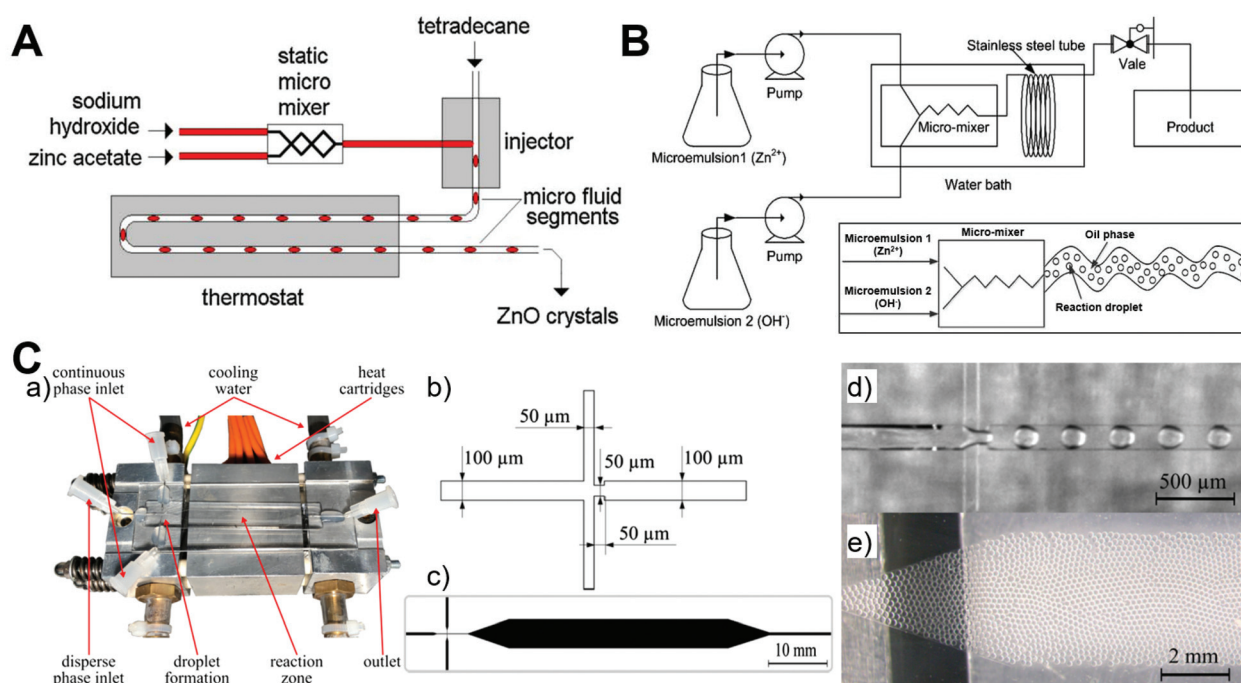 A
tetradecane
static
micro
mixer
sodium
hydroxide
zinc acetate
injector
micro fluid
segments
thermostat
ZnO crystals
B
Stainless steel tube
Vale
Pump
Micro-mixer
Product
Microemulsion1 (Zn²⁺)
Water bath
Pump
Microemulsion 2 (OH⁻)
Micro-mixer
Oil phase
Microemulsion 1
(Zn²⁺)
Microemulsion 2
(OH⁻)
Reaction droplet
C
a)
continuous
phase inlet
cooling
water
heat
cartridges
disperse
phase inlet
droplet
formation
reaction
zone
outlet
b)
50 µm
100 µm
50 µm
100 µm
50 µm
c)
10 mm
d)
500 µm
e)
2 mm